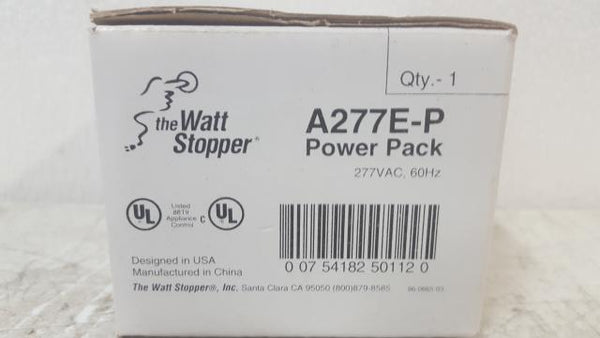 Qty.- 1
the Watt
Stopper®
A277E-P
Power Pack
277VAC, 60Hz
UL
Listed
88T9
Appliance
Control
C UL
0 07 54182 50112 0
Designed in USA
Manufactured in China
The Watt Stopper®, Inc. Santa Clara CA 95050 (800)879-8585